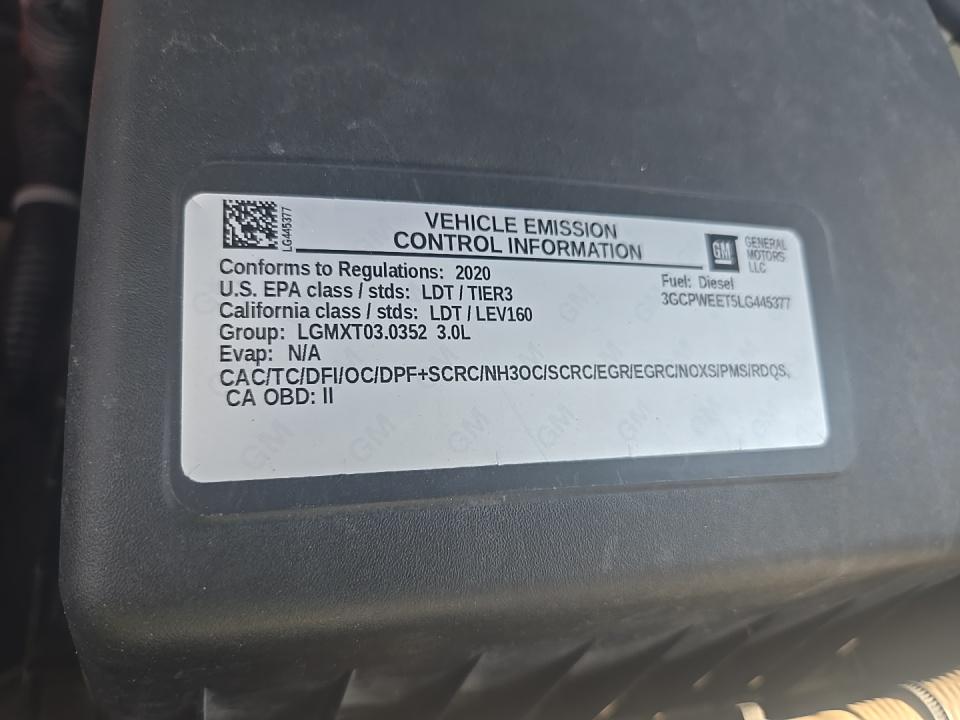 LG445377
VEHICLE EMISSION
CONTROL INFORMATION
GM
GENERAL
MOTORS
LLC
Conforms to Regulations: 2020
U.S. EPA class / stds: LDT / TIER3
California class / stds: LDT / LEV160
Group: LGMXT03.0352 3.0L
Evap: N/A
Fuel: Diesel
3GCPWEET5LG445377
CAC/TC/DFI/OC/DPF+SCRC/NH3OC/SCRC/EGR/EGRC/NOXS/PMS/RDQS,
CA OBD: II